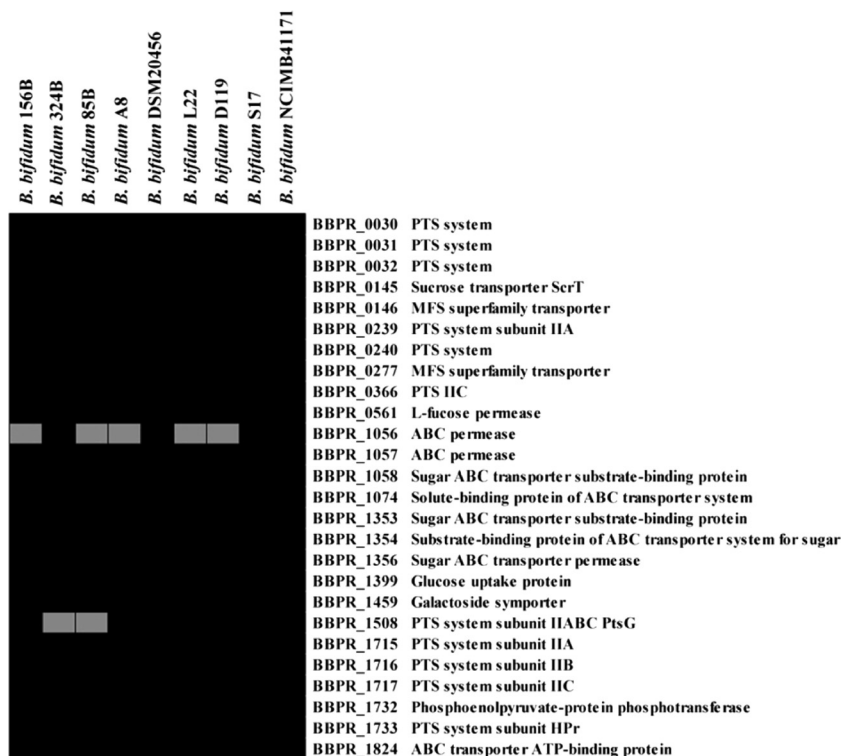 B. bifidum 156B
B. bifidum 324B
B. bifidum 85B
B. bifidum A8
B. bifidum DSM20456
B. bifidum L22
B. bifidum D119
B. bifidum S17
B. bifidum NCIMB41171
BBPR_0030 PTS system
BBPR_0031 PTS system
BBPR_0032 PTS system
BBPR_0145 Sucrose transporter ScrT
BBPR_0146 MFS superfamily transporter
BBPR_0239 PTS system subunit IIA
BBPR_0240 PTS system
BBPR_0277 MFS superfamily transporter
BBPR_0366 PTS IIC
BBPR_0561 L-fucose permease
BBPR_1056 ABC permease
BBPR_1057 ABC permease
BBPR_1058 Sugar ABC transporter substrate-binding protein
BBPR_1074 Solute-binding protein of ABC transporter system
BBPR_1353 Sugar ABC transporter substrate-binding protein
BBPR_1354 Substrate-binding protein of ABC transporter system for sugar
BBPR_1356 Sugar ABC transporter permease
BBPR_1399 Glucose uptake protein
BBPR_1459 Galactoside symporter
BBPR_1508 PTS system subunit IIABC PtsG
BBPR_1715 PTS system subunit IIA
BBPR_1716 PTS system subunit IIB
BBPR_1717 PTS system subunit IIC
BBPR_1732 Phosphoenolpyruvate-protein phosphotransferase
BBPR_1733 PTS system subunit HPr
BBPR_1824 ABC transporter ATP-binding protein